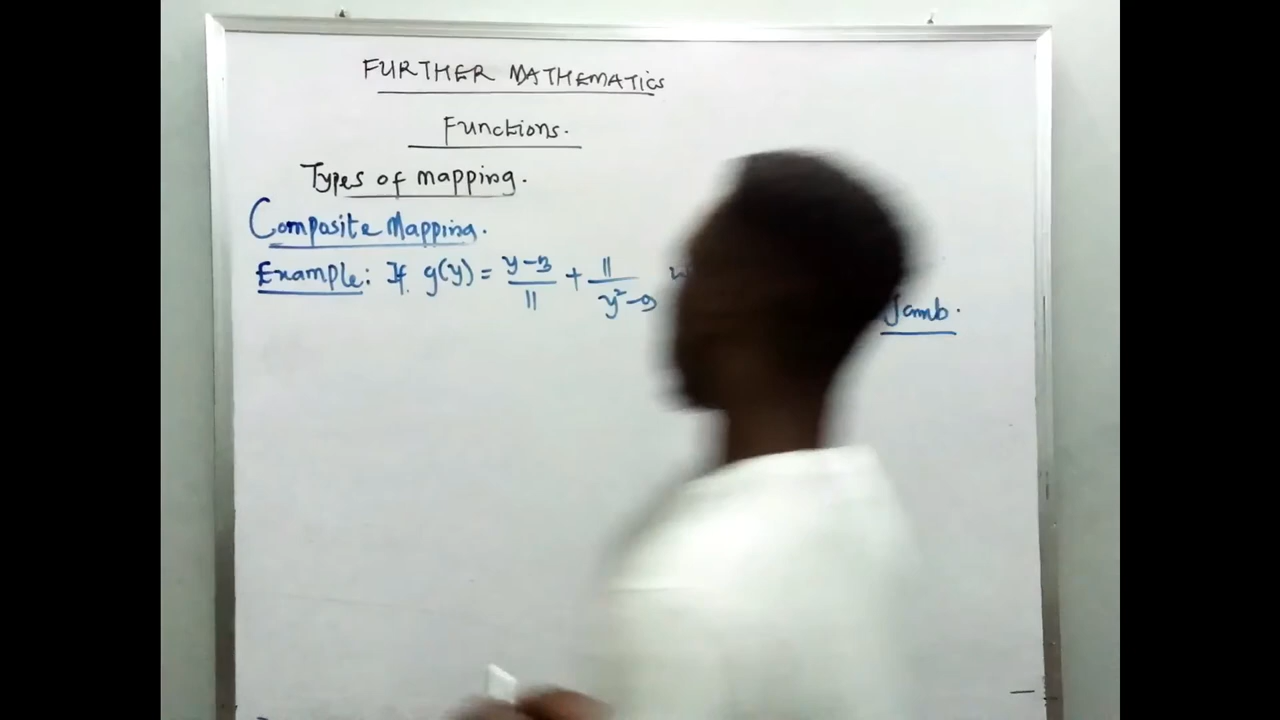 FURTHER MATHEMATICS
Functions.
Types of mapping.
Composite Mapping.
Example: If g(y) = (y-3)/11 + 11/(y²-9)
Jamb.